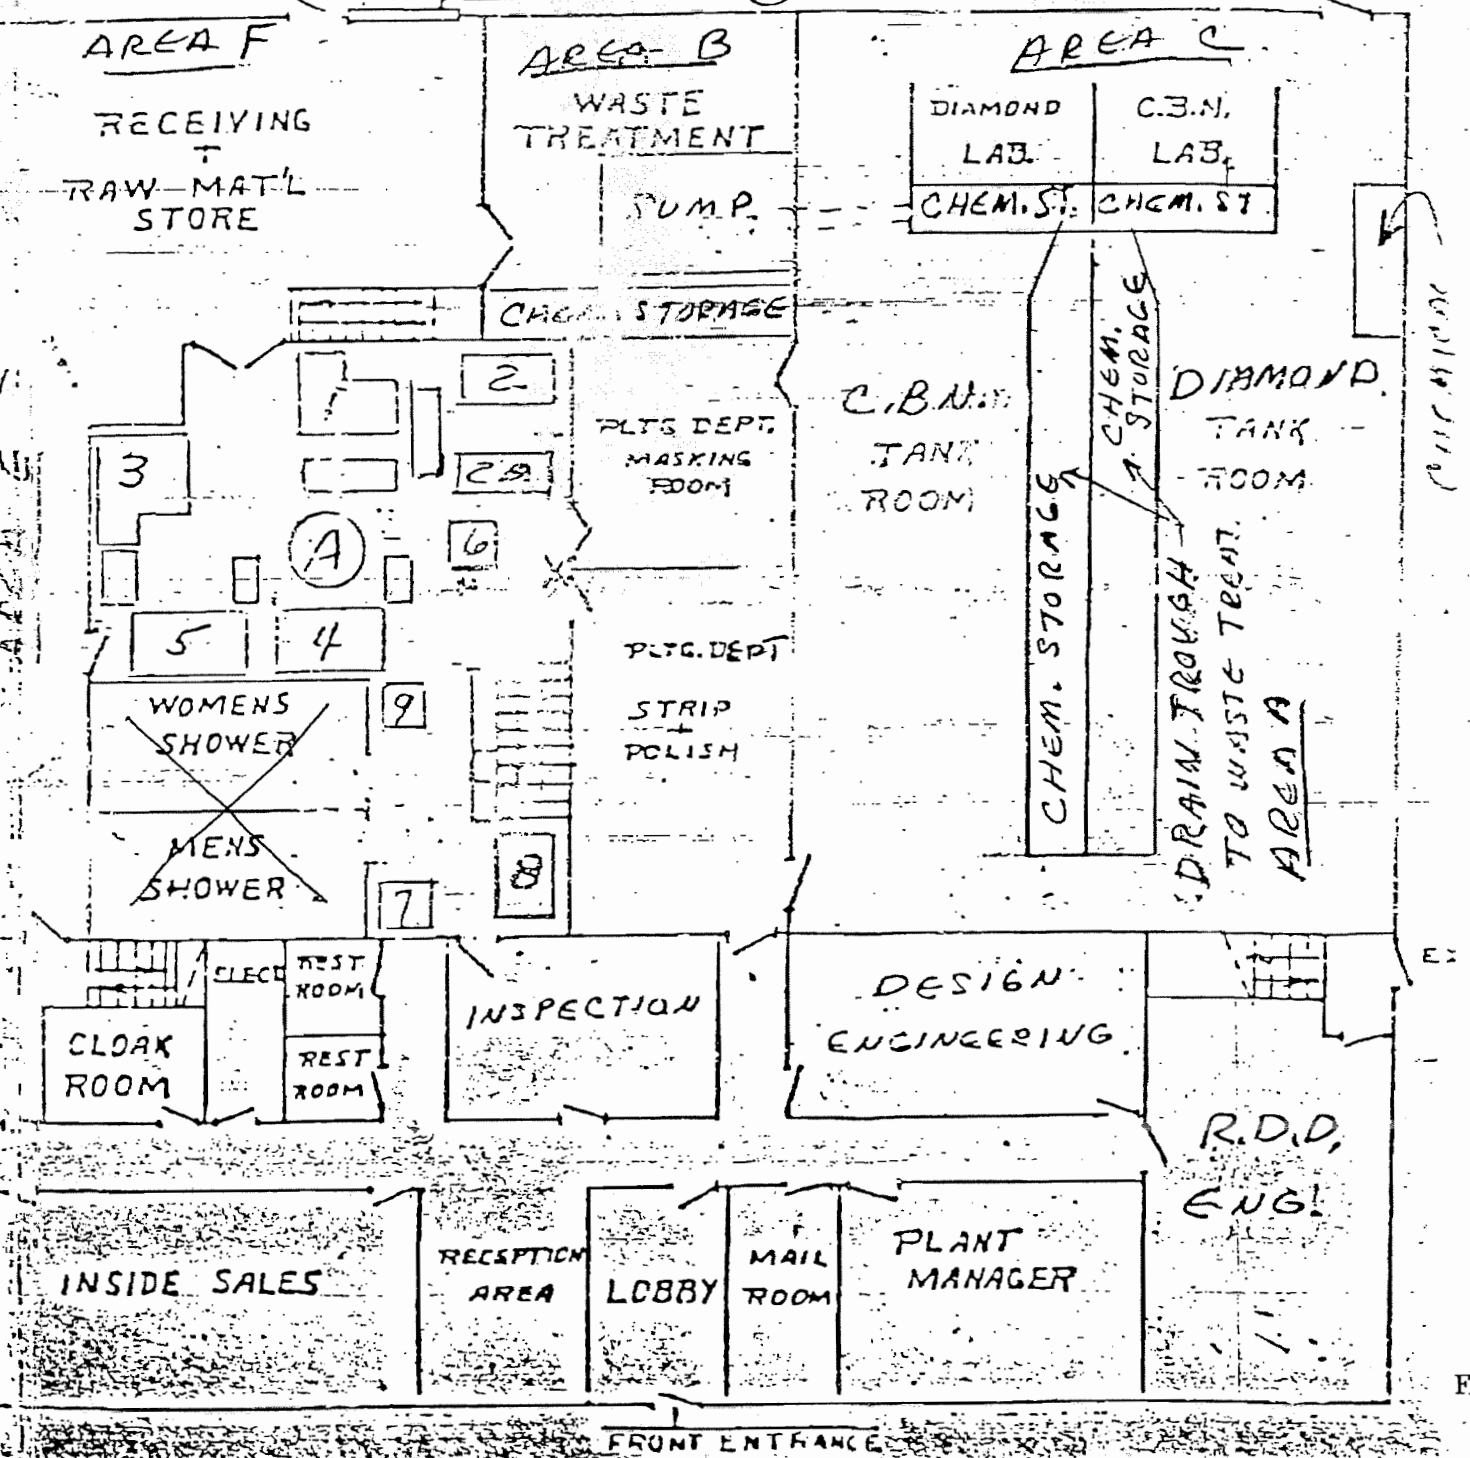 AREA F
RECEIVING
+
RAW MAT'L
STORE
AREA B
WASTE
TREATMENT
SUMP
CHEM. STORAGE
AREA C
DIAMOND
LAB.
C.B.N.
LAB.
CHEM. ST.
CHEM. ST
1
2
2a
3
A
6
5
4
9
8
7
PLTG DEPT.
MASKING
ROOM
C.B.N.
TANK
ROOM
CHEM. STORAGE
CHEM.
STORAGE
DIAMOND
TANK
ROOM
DRAIN TROUGH
TO WASTE TREAT.
AREA A
PLTG. DEPT
STRIP
+
POLISH
WOMENS
SHOWER
MENS
SHOWER
ELEC
REST
ROOM
REST
ROOM
CLOAK
ROOM
INSPECTION
DESIGN
ENGINEERING
R.D.D.
ENG!
INSIDE SALES
RECEPTION
AREA
LOBBY
MAIL
ROOM
PLANT
MANAGER
FRONT ENTRANCE